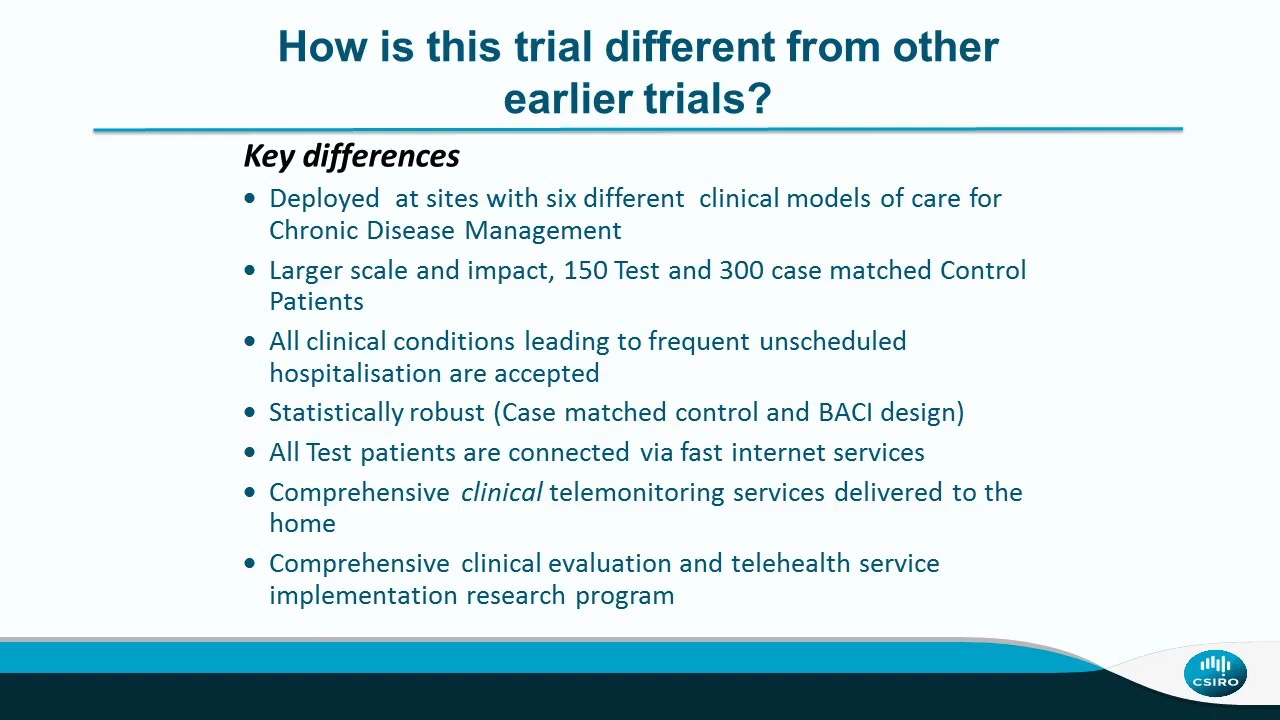 How is this trial different from other
earlier trials?
Key differences
• Deployed at sites with six different clinical models of care for
Chronic Disease Management
• Larger scale and impact, 150 Test and 300 case matched Control
Patients
• All clinical conditions leading to frequent unscheduled
hospitalisation are accepted
• Statistically robust (Case matched control and BACI design)
• All Test patients are connected via fast internet services
• Comprehensive clinical telemonitoring services delivered to the
home
• Comprehensive clinical evaluation and telehealth service
implementation research program
CSIRO